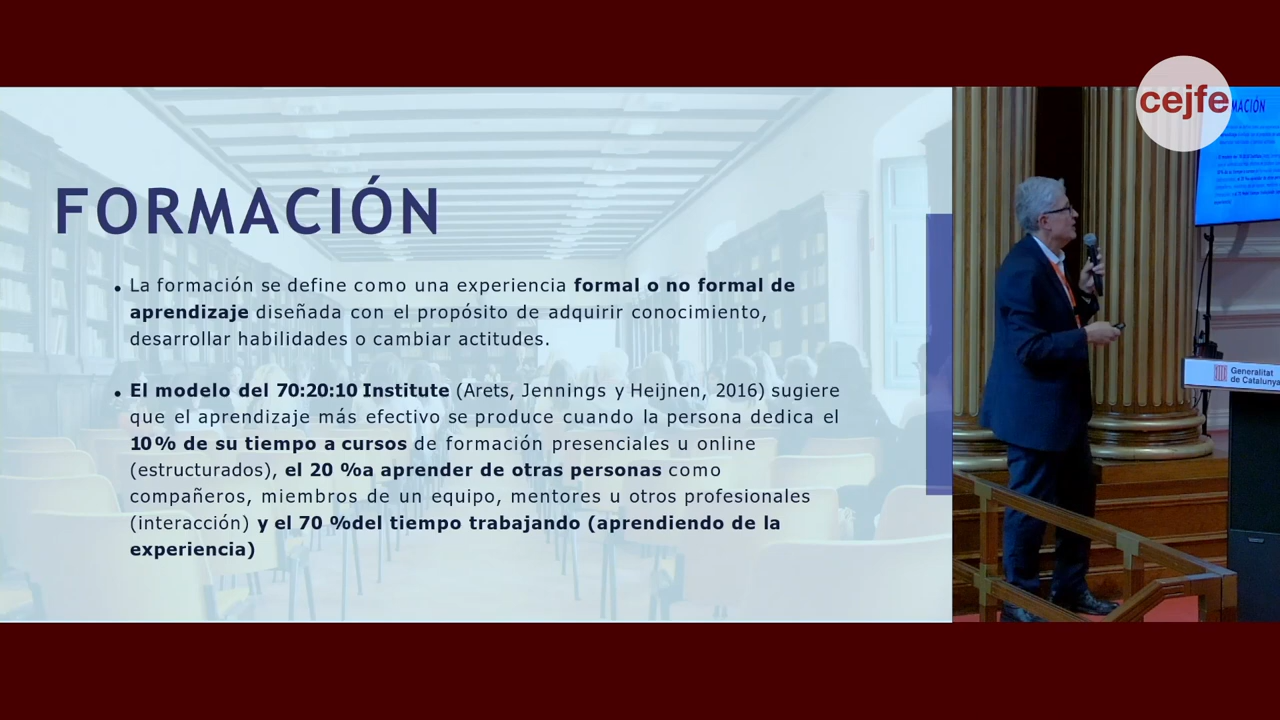 cejfe
FORMACIÓN
La formación se define como una experiencia formal o no formal de
aprendizaje diseñada con el propósito de adquirir conocimiento,
desarrollar habilidades o cambiar actitudes.
El modelo del 70:20:10 Institute (Arets, Jennings y Heijnen, 2016) sugiere
que el aprendizaje más efectivo se produce cuando la persona dedica el
10% de su tiempo a cursos de formación presenciales u online
(estructurados), el 20 %a aprender de otras personas como
compañeros, miembros de un equipo, mentores u otros profesionales
(interacción) y el 70 %del tiempo trabajando (aprendiendo de la
experiencia)
MACIÓN
Generalitat
de Catalunya